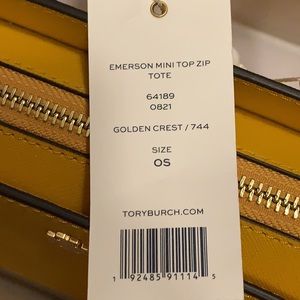 EMERSON MINI TOP ZIP
TOTE
64189
0821
GOLDEN CREST / 744
SIZE
OS
TORYBURCH.COM
1 92485 91114 5